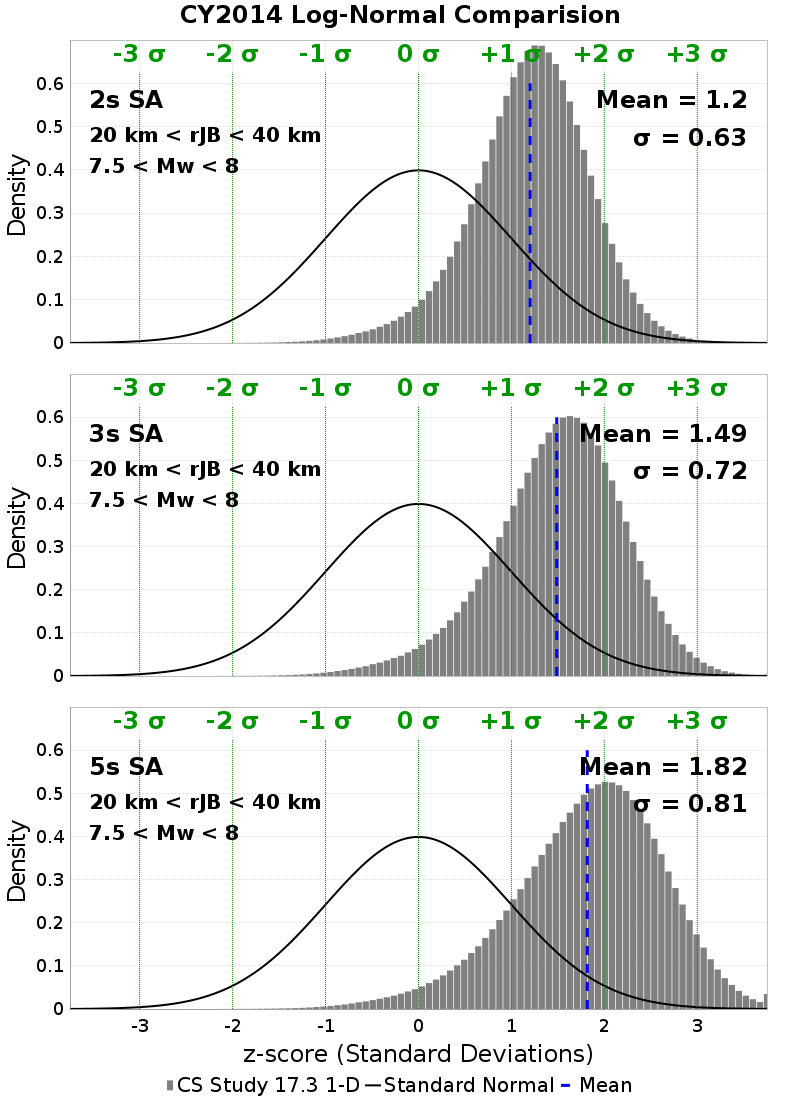 CY2014 Log-Normal Comparision
-3 σ -2 σ -1 σ 0 σ +1 σ +2 σ +3 σ
2s SA
Mean = 1.2
20 km < rJB < 40 km
σ = 0.63
7.5 < Mw < 8
Density
0.6
0.5
0.4
0.3
0.2
0.1
0
-3 σ -2 σ -1 σ 0 σ +1 σ +2 σ +3 σ
3s SA
Mean = 1.49
20 km < rJB < 40 km
σ = 0.72
7.5 < Mw < 8
Density
0.6
0.5
0.4
0.3
0.2
0.1
0
-3 σ -2 σ -1 σ 0 σ +1 σ +2 σ +3 σ
5s SA
Mean = 1.82
20 km < rJB < 40 km
σ = 0.81
7.5 < Mw < 8
Density
0.6
0.5
0.4
0.3
0.2
0.1
0
-3 -2 -1 0 1 2 3
z-score (Standard Deviations)
CS Study 17.3 1-D Standard Normal Mean